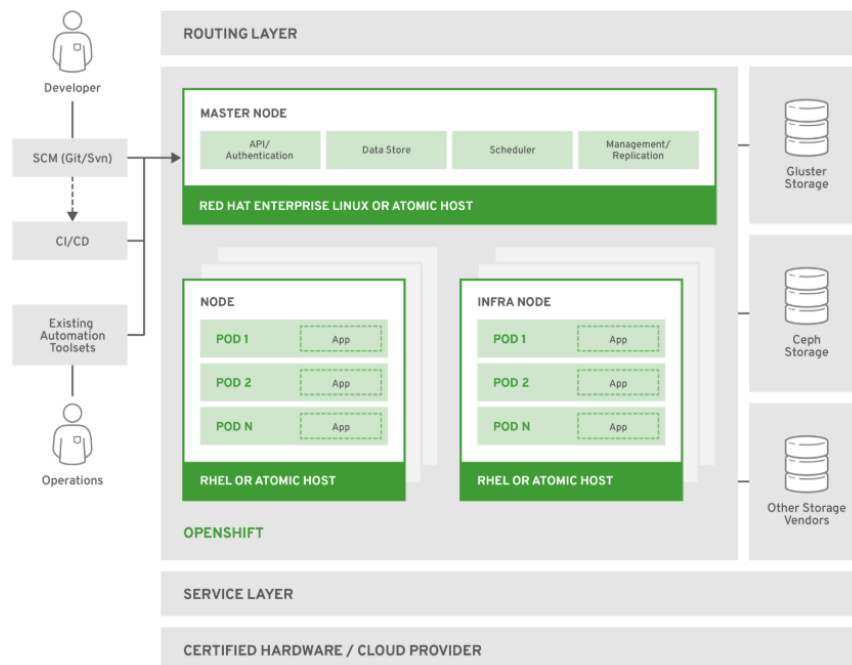 ROUTING LAYER
Developer
SCM (Git/Svn)
CI/CD
Existing
Automation
Toolsets
Operations
MASTER NODE
API/
Authentication
Data Store
Scheduler
Management/
Replication
RED HAT ENTERPRISE LINUX OR ATOMIC HOST
NODE
POD 1
App
POD 2
App
POD N
App
RHEL OR ATOMIC HOST
INFRA NODE
POD 1
App
POD 2
App
POD N
App
RHEL OR ATOMIC HOST
OPENSHIFT
Gluster
Storage
Ceph
Storage
Other Storage
Vendors
SERVICE LAYER
CERTIFIED HARDWARE / CLOUD PROVIDER